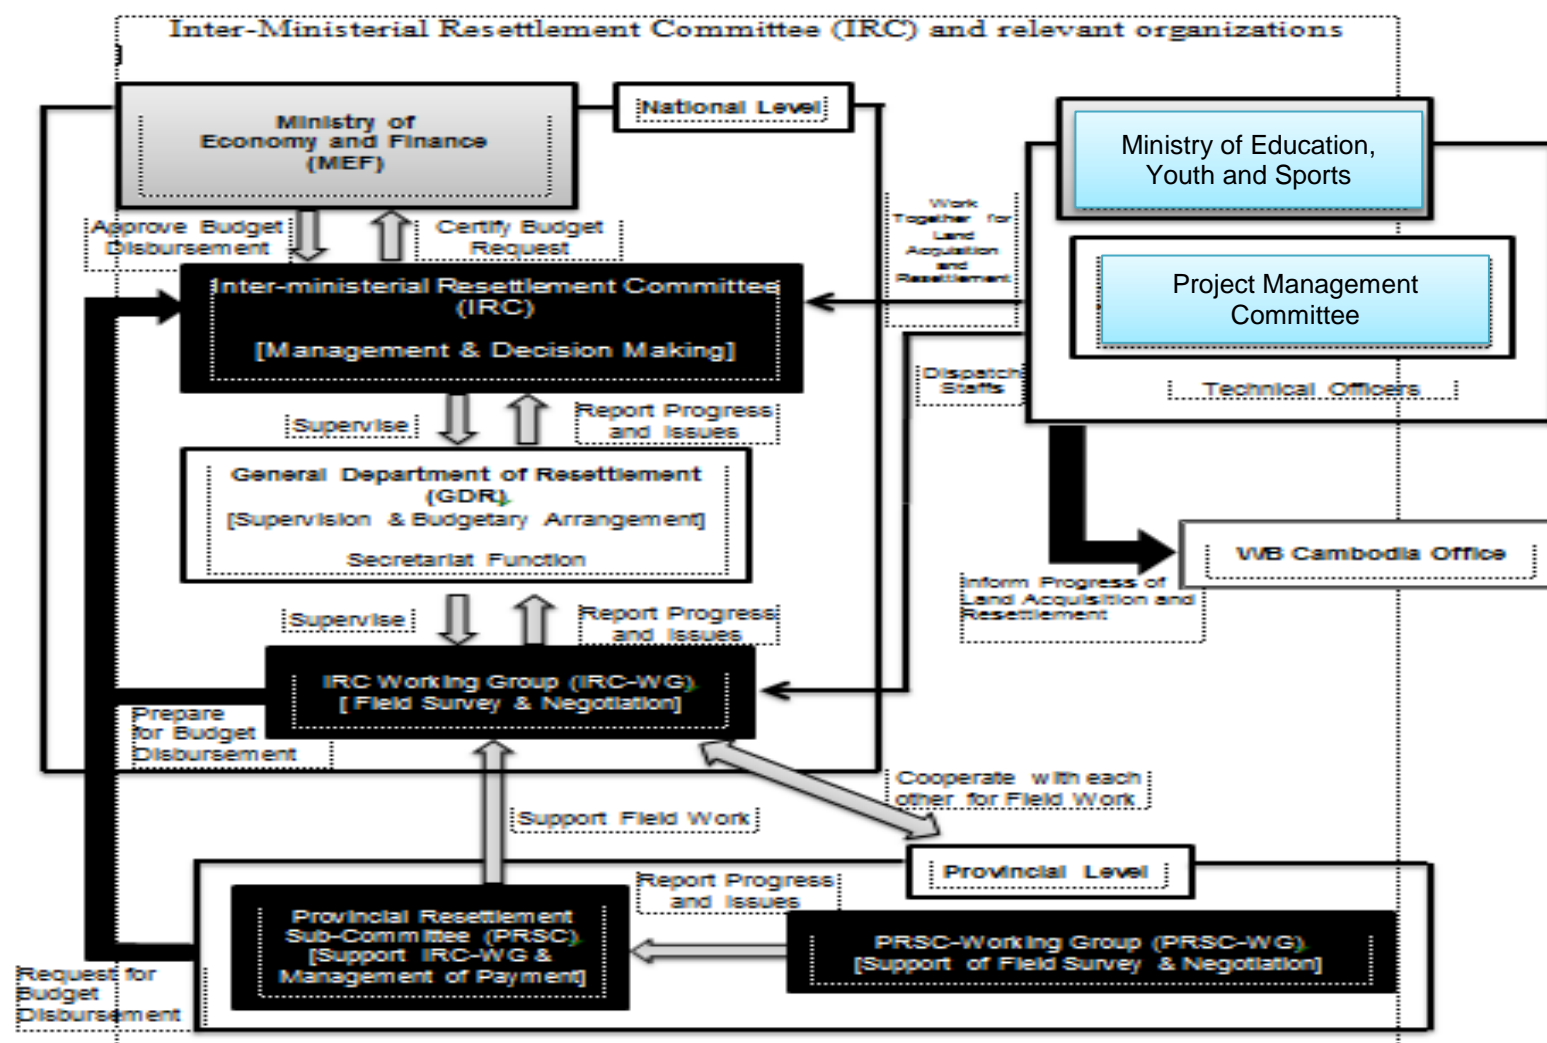 Inter-Ministerial Resettlement Committee (IRC) and relevant organizations
Ministry of
Economy and Finance
(MEF)
National Level
Ministry of Education,
Youth and Sports
Approve Budget
Disbursement
Certify Budget
Request
Work
Together for
Land
Acquisition
and
Resettlement
Project Management
Committee
Inter-ministerial Resettlement Committee
(IRC)
[Management & Decision Making]
Dispatch
Staffs
Technical Officers
Supervise
Report Progress
and Issues
General Department of Resettlement
(GDR)
[Supervision & Budgetary Arrangement]
Secretariat Function
WB Cambodia Office
Inform Progress of
Land Acquisition and
Resettlement
Supervise
Report Progress
and Issues
IRC Working Group (IRC-WG)
[ Field Survey & Negotiation]
Prepare
for Budget
Disbursement
Cooperate with each
other for Field Work
Support Field Work
Provincial Level
Report Progress
and Issues
Provincial Resettlement
Sub-Committee (PRSC)
[Support IRC-WG &
Management of Payment]
PRSC-Working Group (PRSC-WG)
[Support of Field Survey & Negotiation]
Request for
Budget
Disbursement